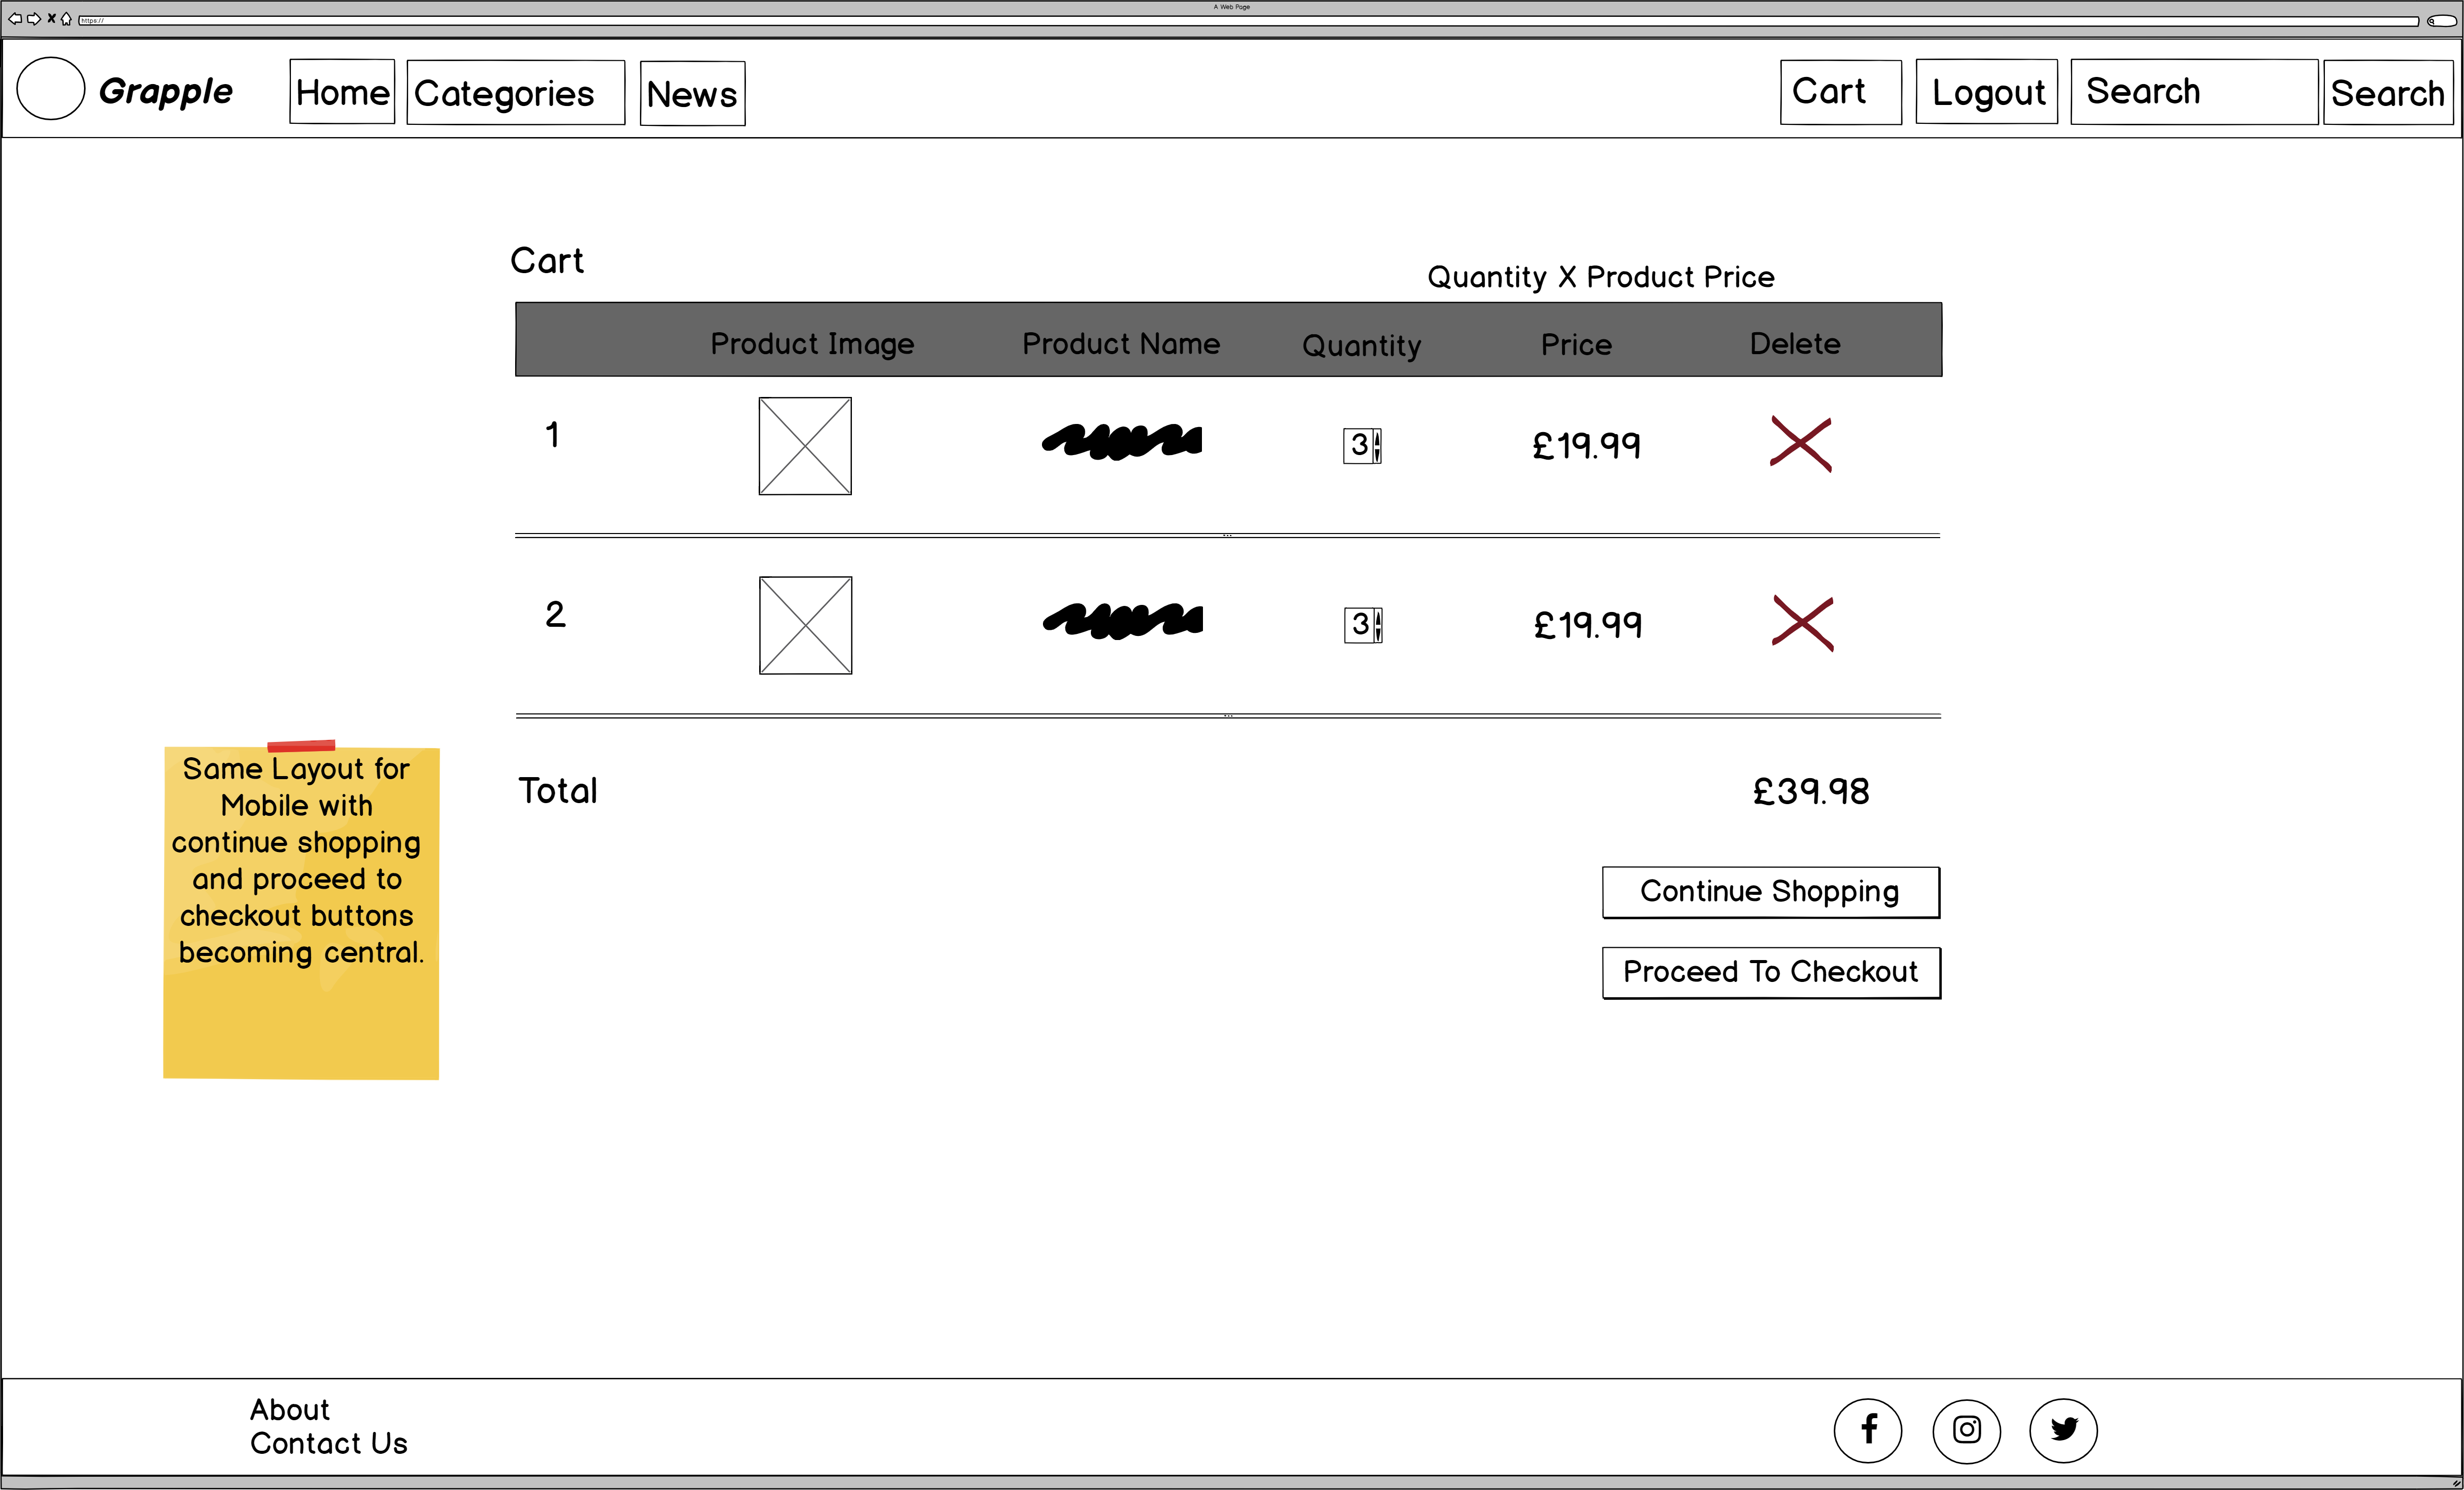 A Web Page
https://
Grapple
Home
Categories
News
Cart
Logout
Search
Search
Cart
Quantity X Product Price
Product Image
Product Name
Quantity
Price
Delete
1
3
£19.99
2
3
£19.99
Same Layout for
Mobile with
continue shopping
and proceed to
checkout buttons
becoming central.
Total
£39.98
Continue Shopping
Proceed To Checkout
About
Contact Us